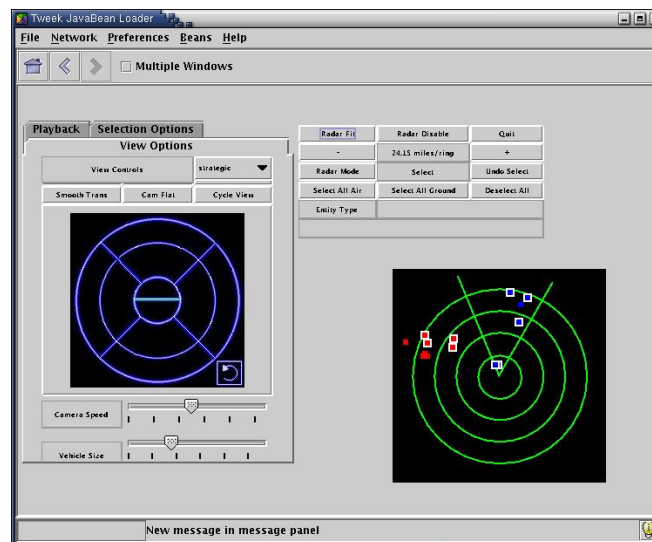 Tweek JavaBean Loader
File Network Preferences Beans Help
Multiple Windows
Playback Selection Options
View Options
View Controls strategic
Smooth Trans Cam Flat Cycle View
Camera Speed
Vehicle Size
Radar Fit Radar Disable Quit
- 24.15 miles/ring +
Radar Mode Select Undo Select
Select All Air Select All Ground Deselect All
Entity Type
New message in message panel